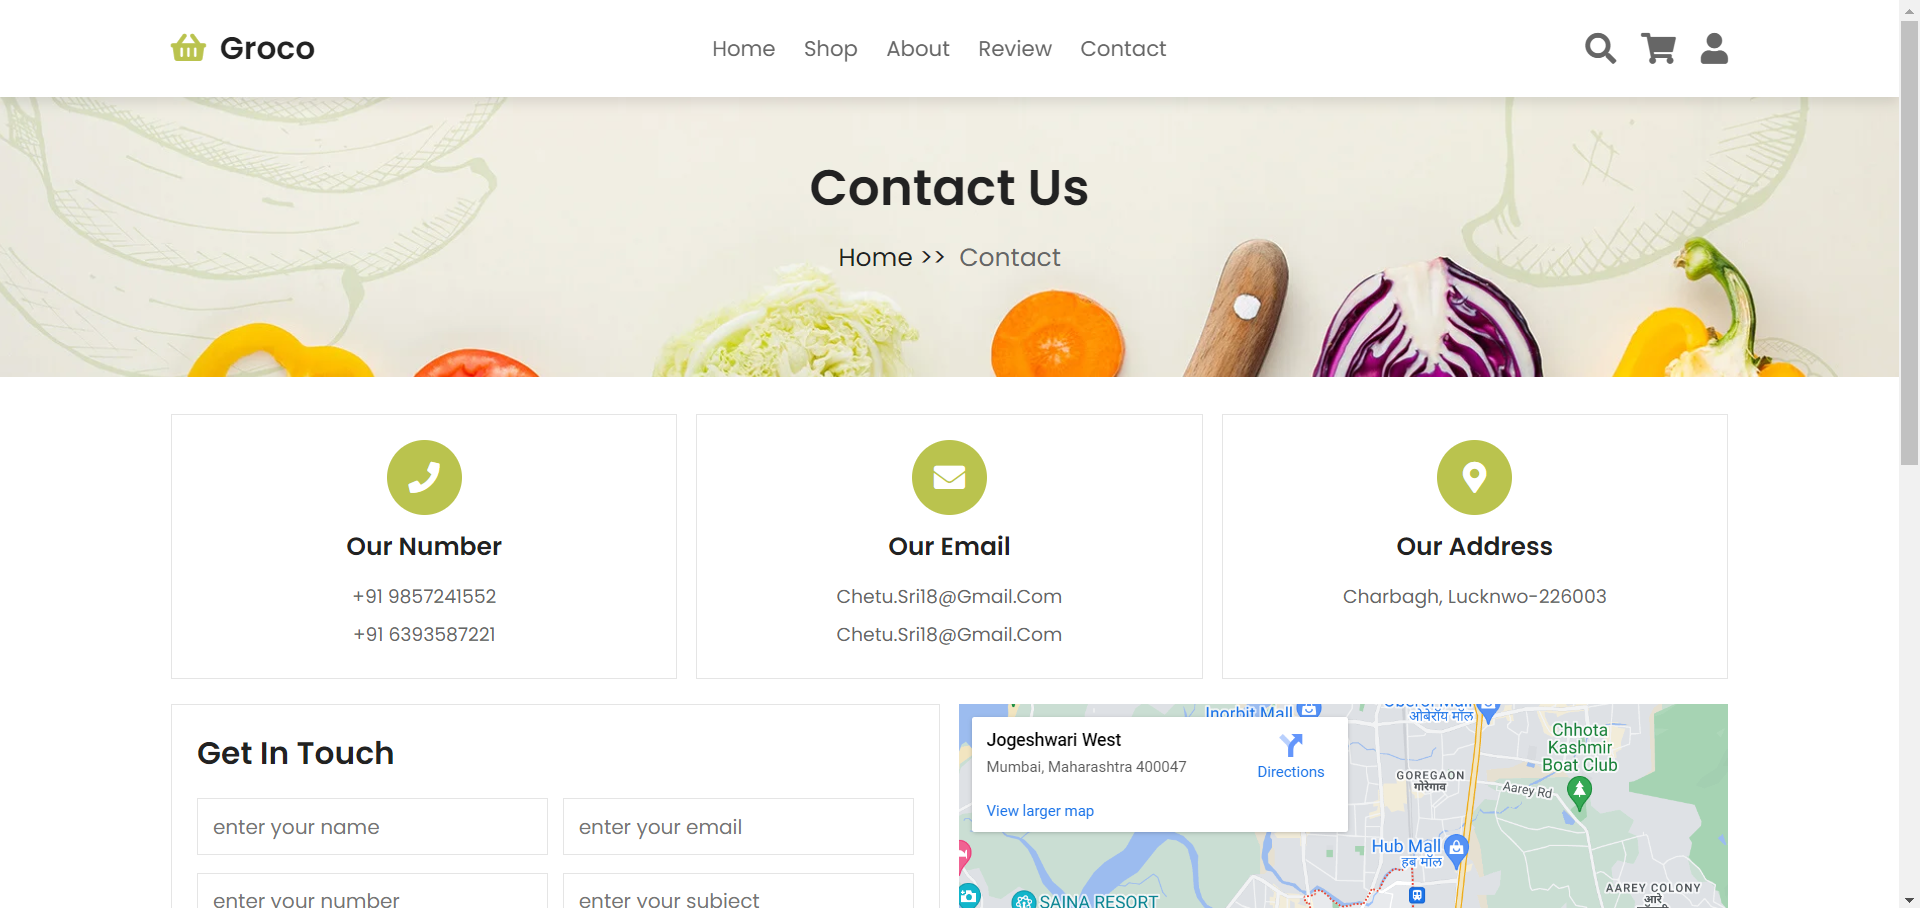 Groco
Home Shop About Review Contact
Contact Us
Home >> Contact
Our Number
+91 9857241552
+91 6393587221
Our Email
Chetu.Sri18@Gmail.Com
Chetu.Sri18@Gmail.Com
Our Address
Charbagh, Lucknwo-226003
Get In Touch
enter your name
enter your email
enter your number
enter your subject
Jogeshwari West
Mumbai, Maharashtra 400047
Directions
View larger map
Inorbit Mall
ओबेरॉय मॉल
Chhota
Kashmir
Boat Club
GOREGAON
गोरेगाव
Aarey Rd
Hub Mall
हब मॉल
SAINA RESORT
AAREY COLONY
आरे